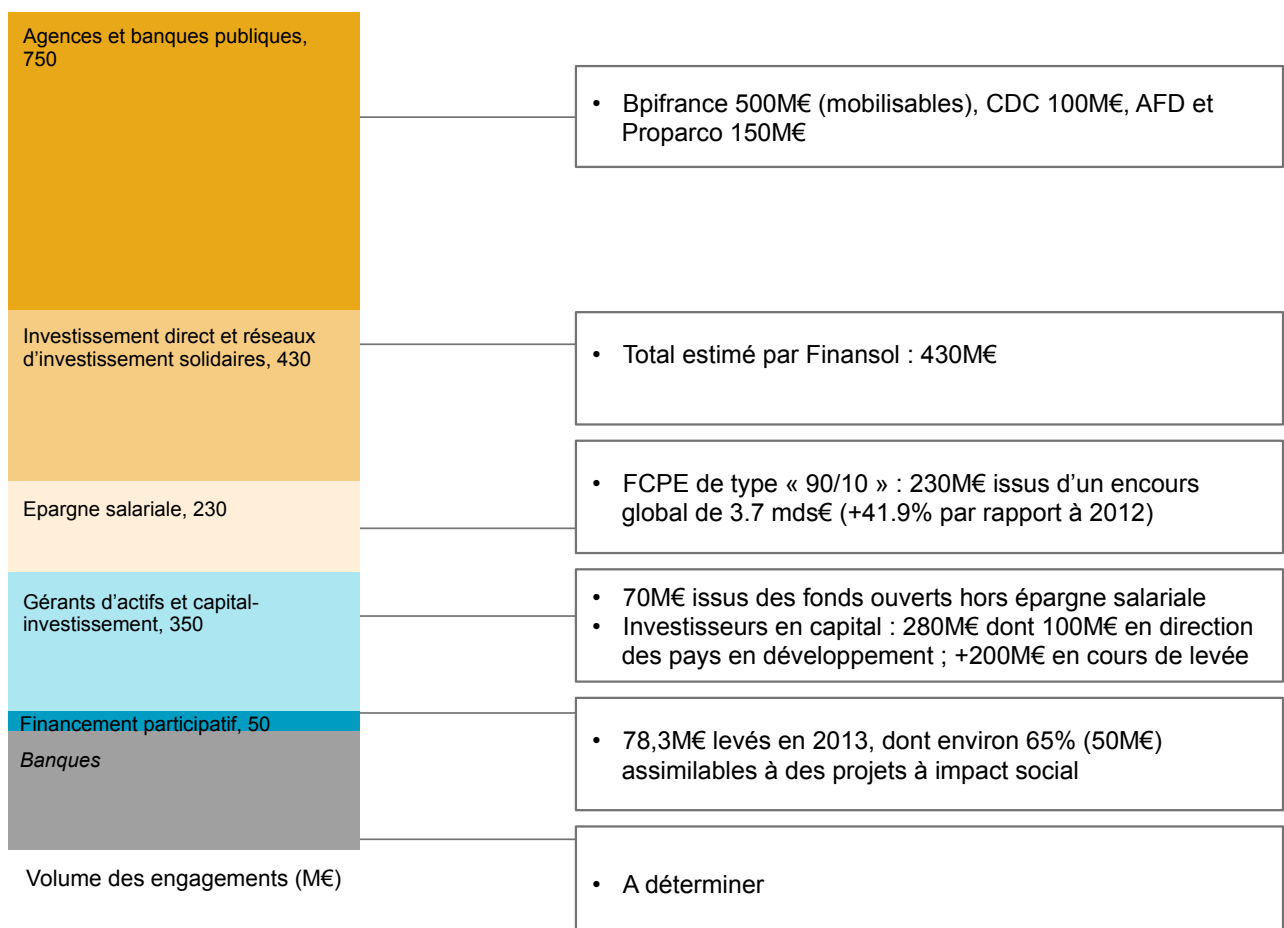 Agences et banques publiques,
750
• Bpifrance 500M€ (mobilisables), CDC 100M€, AFD et
Proparco 150M€
Investissement direct et réseaux
d’investissement solidaires, 430
• Total estimé par Finansol : 430M€
Epargne salariale, 230
• FCPE de type « 90/10 » : 230M€ issus d’un encours
global de 3.7 mds€ (+41.9% par rapport à 2012)
Gérants d’actifs et capital-
investissement, 350
• 70M€ issus des fonds ouverts hors épargne salariale
• Investisseurs en capital : 280M€ dont 100M€ en direction
des pays en développement ; +200M€ en cours de levée
Financement participatif, 50
• 78,3M€ levés en 2013, dont environ 65% (50M€)
assimilables à des projets à impact social
Banques
• A déterminer
Volume des engagements (M€)